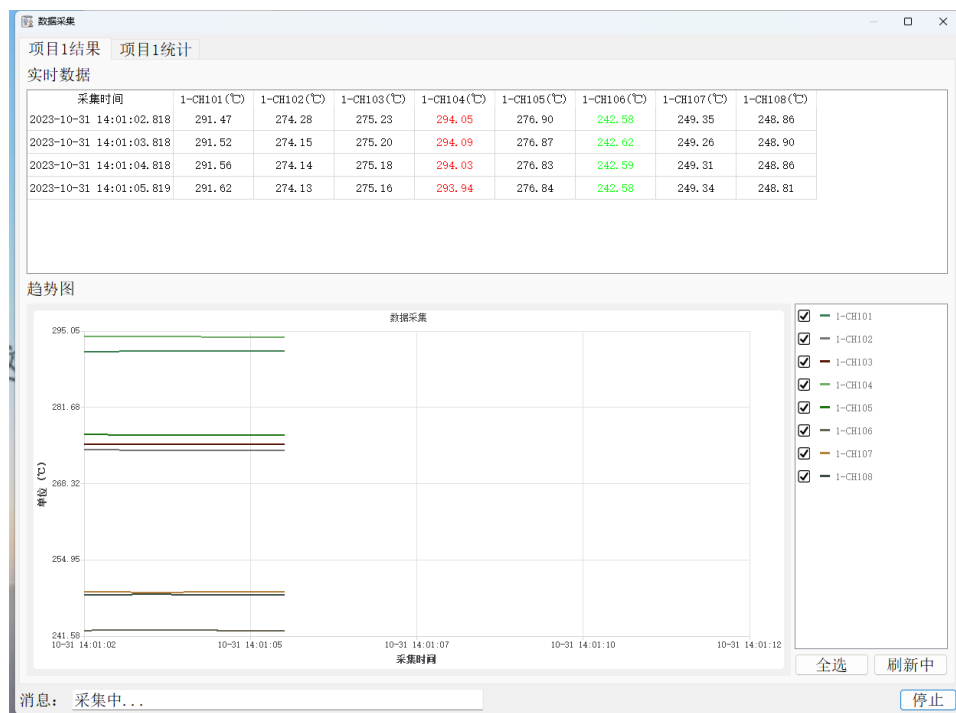 数据采集
项目1结果 项目1统计
实时数据
采集时间 1-CH101(℃) 1-CH102(℃) 1-CH103(℃) 1-CH104(℃) 1-CH105(℃) 1-CH106(℃) 1-CH107(℃) 1-CH108(℃)
2023-10-31 14:01:02.818 291.47 274.28 275.23 294.05 276.90 242.58 249.35 248.86
2023-10-31 14:01:03.818 291.52 274.15 275.20 294.09 276.87 242.62 249.26 248.90
2023-10-31 14:01:04.818 291.56 274.14 275.18 294.03 276.83 242.59 249.31 248.86
2023-10-31 14:01:05.819 291.62 274.13 275.16 293.94 276.84 242.58 249.34 248.81
趋势图
数据采集
295.05
281.68
268.32
254.95
241.58
单位 (℃)
10-31 14:01:02 10-31 14:01:05 10-31 14:01:07 10-31 14:01:10 10-31 14:01:12
采集时间
1-CH101
1-CH102
1-CH103
1-CH104
1-CH105
1-CH106
1-CH107
1-CH108
全选 刷新中
消息: 采集中... 停止